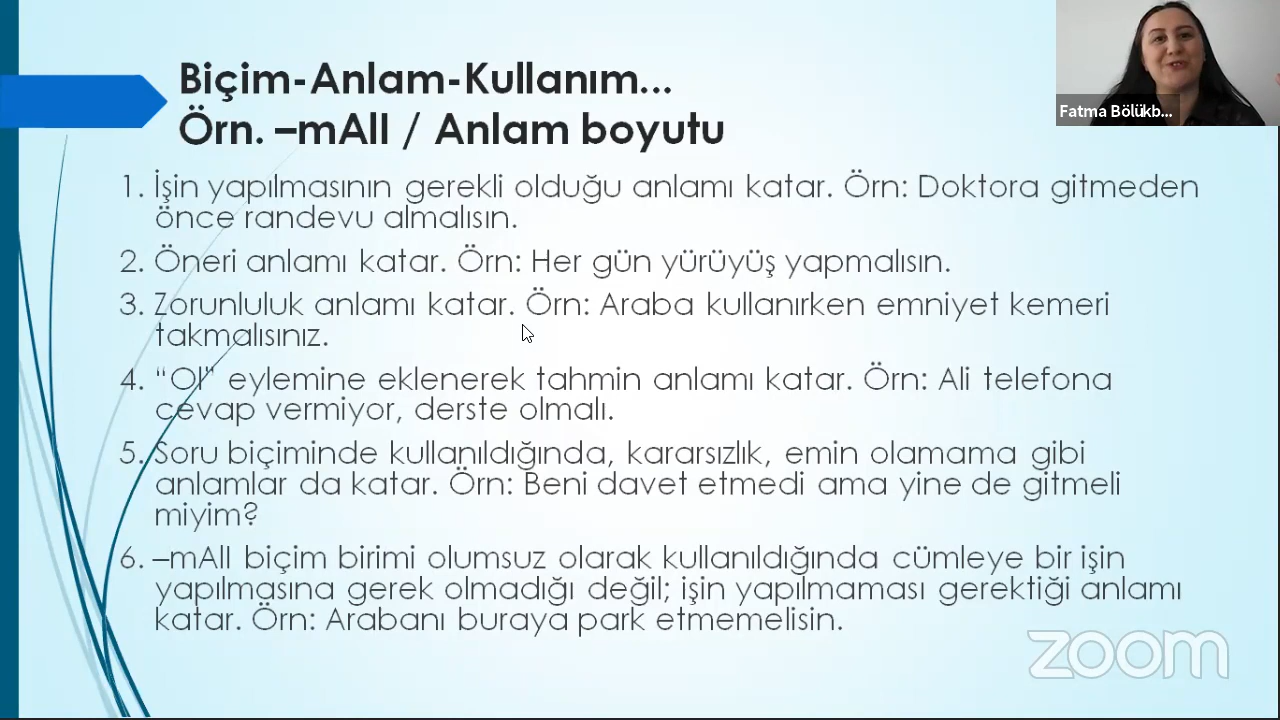 Biçim-Anlam-Kullanım...
Örn. –mAlI / Anlam boyutu
Fatma Bölükb...
1. İşin yapılmasının gerekli olduğu anlamı katar. Örn: Doktora gitmeden
önce randevu almalısın.
2. Öneri anlamı katar. Örn: Her gün yürüyüş yapmalısın.
3. Zorunluluk anlamı katar. Örn: Araba kullanırken emniyet kemeri
takmalısınız.
4. “Ol” eylemine eklenerek tahmin anlamı katar. Örn: Ali telefona
cevap vermiyor, derste olmalı.
5. Soru biçiminde kullanıldığında, kararsızlık, emin olamama gibi
anlamlar da katar. Örn: Beni davet etmedi ama yine de gitmeli
miyim?
6. –mAlI biçim birimi olumsuz olarak kullanıldığında cümleye bir işin
yapılmasına gerek olmadığı değil; işin yapılmaması gerektiği anlamı
katar. Örn: Arabanı buraya park etmemelisin.
zoom